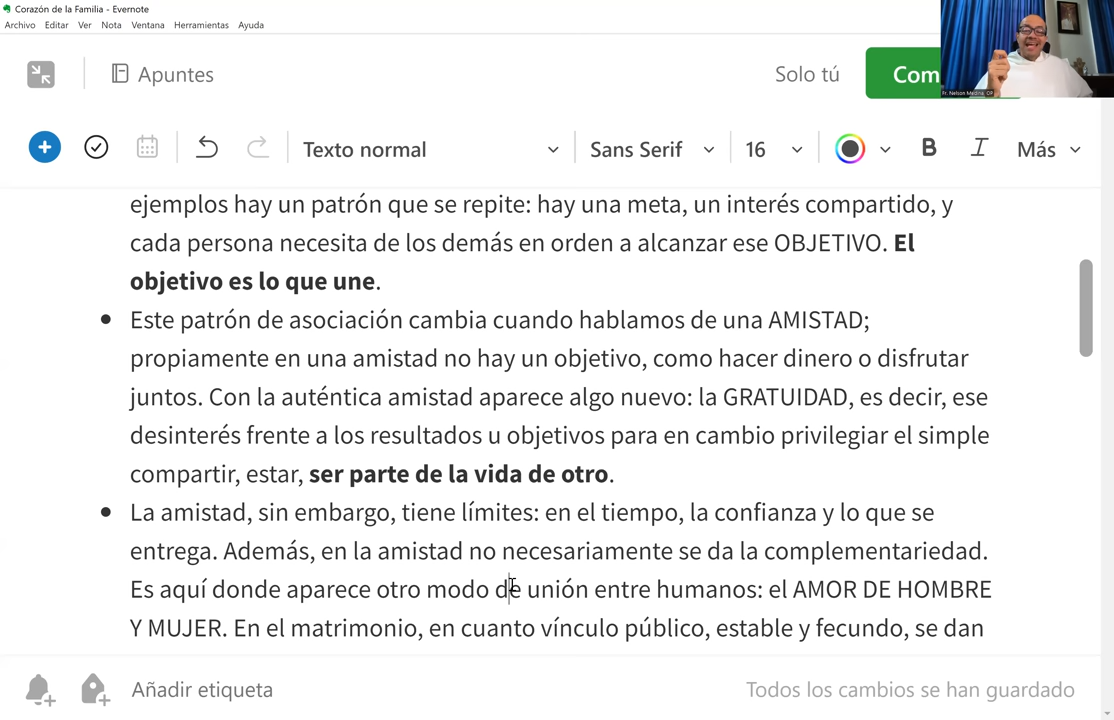 Corazón de la Familia - Evernote
Archivo Editar Ver Nota Ventana Herramientas Ayuda
Apuntes Solo tú Com
Texto normal Sans Serif 16 B I Más
ejemplos hay un patrón que se repite: hay una meta, un interés compartido, y
cada persona necesita de los demás en orden a alcanzar ese OBJETIVO. El
objetivo es lo que une.
Este patrón de asociación cambia cuando hablamos de una AMISTAD;
propiamente en una amistad no hay un objetivo, como hacer dinero o disfrutar
juntos. Con la auténtica amistad aparece algo nuevo: la GRATUIDAD, es decir, ese
desinterés frente a los resultados u objetivos para en cambio privilegiar el simple
compartir, estar, ser parte de la vida de otro.
La amistad, sin embargo, tiene límites: en el tiempo, la confianza y lo que se
entrega. Además, en la amistad no necesariamente se da la complementariedad.
Es aquí donde aparece otro modo de unión entre humanos: el AMOR DE HOMBRE
Y MUJER. En el matrimonio, en cuanto vínculo público, estable y fecundo, se dan
Añadir etiqueta Todos los cambios se han guardado
Fr. Nelson Medina, OP